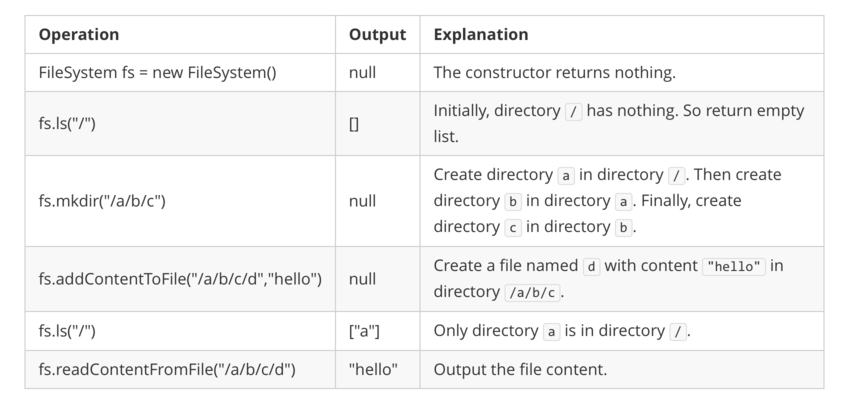 Operation Output Explanation
FileSystem fs = new FileSystem() null The constructor returns nothing.
fs.ls("/") [] Initially, directory / has nothing. So return empty
list.
fs.mkdir("/a/b/c") null Create directory a in directory /. Then create
directory b in directory a. Finally, create
directory c in directory b.
fs.addContentToFile("/a/b/c/d","hello") null Create a file named d with content "hello" in
directory /a/b/c.
fs.ls("/") ["a"] Only directory a is in directory /.
fs.readContentFromFile("/a/b/c/d") "hello" Output the file content.